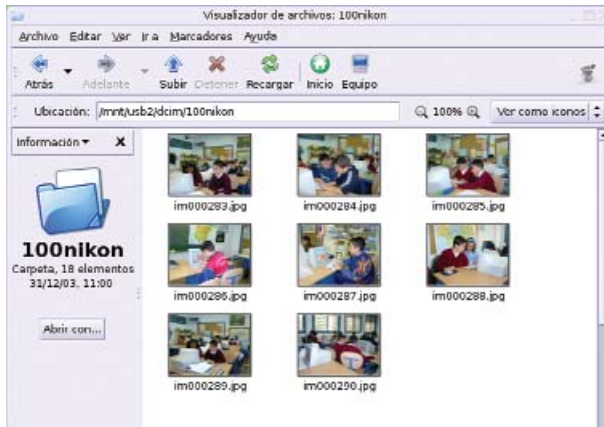 Visualizador de archivos: 100nikon
Archivo Editar Ver Ir a Marcadores Ayuda
Atrás Adelante Subir Detener Recargar Inicio Equipo
Ubicación: /mnt/usb2/dcim/100nikon 100% Ver como iconos
Información X
im000283.jpg im000284.jpg im000285.jpg
100nikon
Carpeta, 18 elementos
31/12/03, 11:00
im000286.jpg im000287.jpg im000288.jpg
Abrir con...
im000289.jpg im000290.jpg